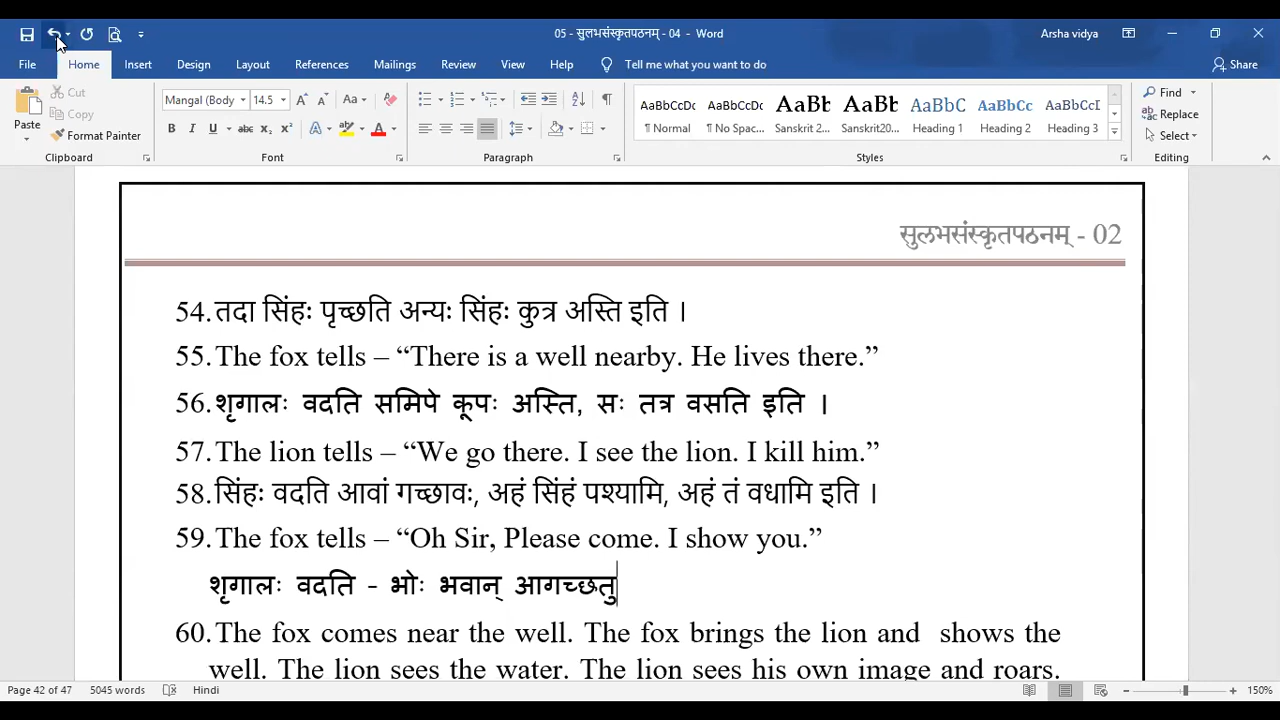 05 - सुलभसंस्कृतपठनम् - 04 - Word
Arsha vidya
File Home Insert Design Layout References Mailings Review View Help Tell me what you want to do Share
Paste Cut Copy Format Painter
Clipboard
Mangal (Body 14.5
Font
Paragraph
AaBbCcDc AaBbCcDc AaBb AaBb AaBbC AaBbCc AaBbCcI
¶ Normal ¶ No Spac... Sanskrit 2... Sanskrit20... Heading 1 Heading 2 Heading 3
Styles
Find Replace Select
Editing
सुलभसंस्कृतपठनम् - 02
54.तदा सिंहः पृच्छति अन्यः सिंहः कुत्र अस्ति इति ।
55.The fox tells – “There is a well nearby. He lives there.”
56.शृगालः वदति समिपे कूपः अस्ति, सः तत्र वसति इति ।
57.The lion tells – “We go there. I see the lion. I kill him.”
58.सिंहः वदति आवां गच्छावः, अहं सिंहं पश्यामि, अहं तं वधामि इति ।
59.The fox tells – “Oh Sir, Please come. I show you.”
शृगालः वदति - भोः भवान् आगच्छतु
60.The fox comes near the well. The fox brings the lion and shows the
well. The lion sees the water. The lion sees his own image and roars.
Page 42 of 47 5045 words Hindi 150%